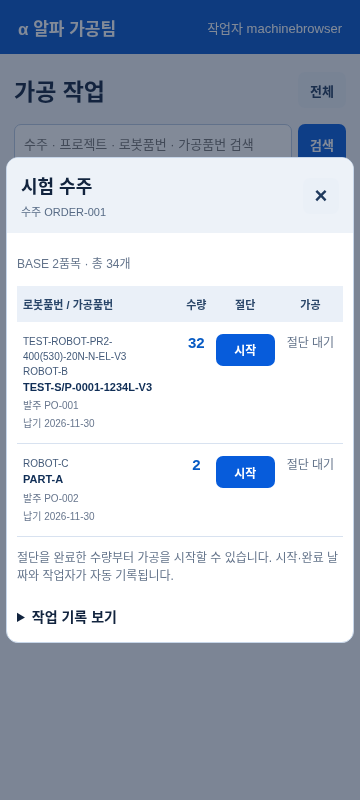 α 알파 가공팀
작업자 machinebrowser
가공 작업
전체
수주 · 프로젝트 · 로봇품번 · 가공품번 검색
검색
시험 수주
수주 ORDER-001
×
BASE 2품목 · 총 34개
로봇품번 / 가공품번 수량 절단 가공
TEST-ROBOT-PR2-
400(530)-20N-N-EL-V3
ROBOT-B
TEST-S/P-0001-1234L-V3
발주 PO-001
납기 2026-11-30
32 시작 절단 대기
ROBOT-C
PART-A
발주 PO-002
납기 2026-11-30
2 시작 절단 대기
절단을 완료한 수량부터 가공을 시작할 수 있습니다. 시작·완료 날
짜와 작업자가 자동 기록됩니다.
▶ 작업 기록 보기